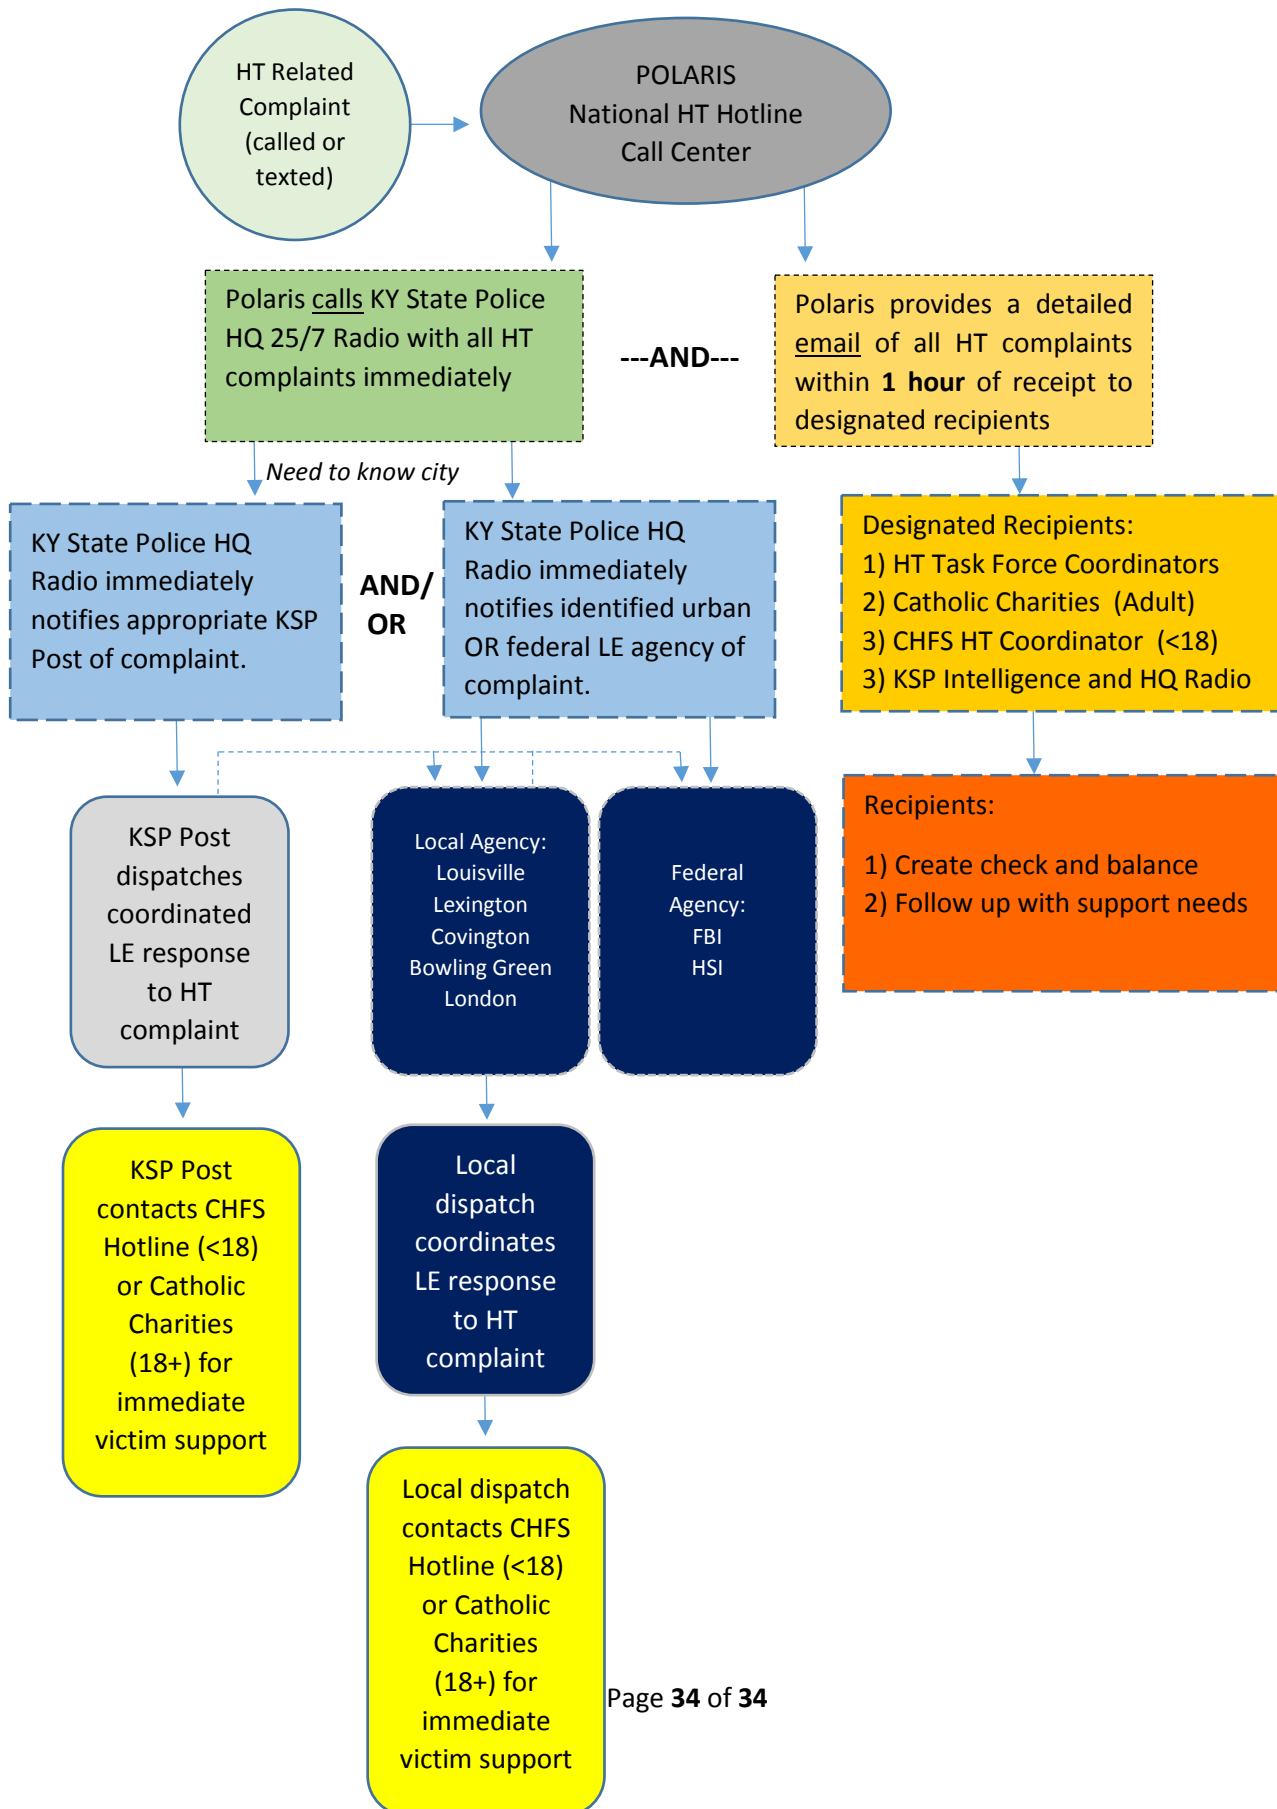 HT Related
Complaint
(called or
texted)
POLARIS
National HT Hotline
Call Center
Polaris calls KY State Police
HQ 25/7 Radio with all HT
complaints immediately
---AND---
Polaris provides a detailed
email of all HT complaints
within 1 hour of receipt to
designated recipients
Need to know city
KY State Police HQ
Radio immediately
notifies appropriate KSP
Post of complaint.
AND/
OR
KY State Police HQ
Radio immediately
notifies identified urban
OR federal LE agency of
complaint.
Designated Recipients:
1) HT Task Force Coordinators
2) Catholic Charities (Adult)
3) CHFS HT Coordinator (<18)
3) KSP Intelligence and HQ Radio
KSP Post
dispatches
coordinated
LE response
to HT
complaint
Local Agency:
Louisville
Lexington
Covington
Bowling Green
London
Federal
Agency:
FBI
HSI
Recipients:
1) Create check and balance
2) Follow up with support needs
KSP Post
contacts CHFS
Hotline (<18)
or Catholic
Charities
(18+) for
immediate
victim support
Local
dispatch
coordinates
LE response
to HT
complaint
Local dispatch
contacts CHFS
Hotline (<18)
or Catholic
Charities
(18+) for
immediate
victim support
Page 34 of 34